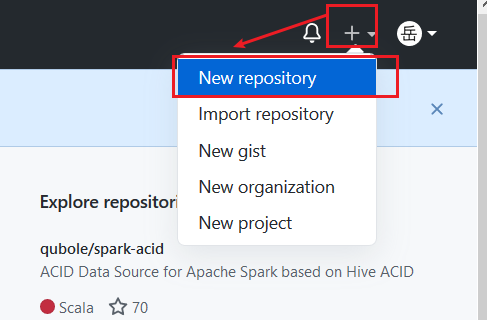 岳
New repository
Import repository
New gist
New organization
New project
Explore repositori
qubole/spark-acid
ACID Data Source for Apache Spark based on Hive ACID
Scala 70